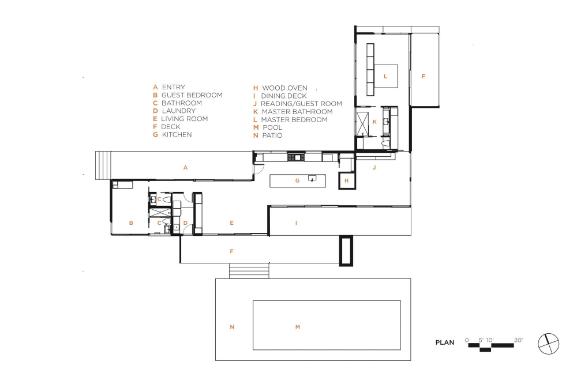 A ENTRY
B GUEST BEDROOM
C BATHROOM
D LAUNDRY
E LIVING ROOM
F DECK
G KITCHEN
H WOOD OVEN
I DINING DECK
J READING/GUEST ROOM
K MASTER BATHROOM
L MASTER BEDROOM
M POOL
N PATIO
L
F
K
A
G
H
J
B
C
C
D
E
I
F
N
M
PLAN
0 5' 10' 20'